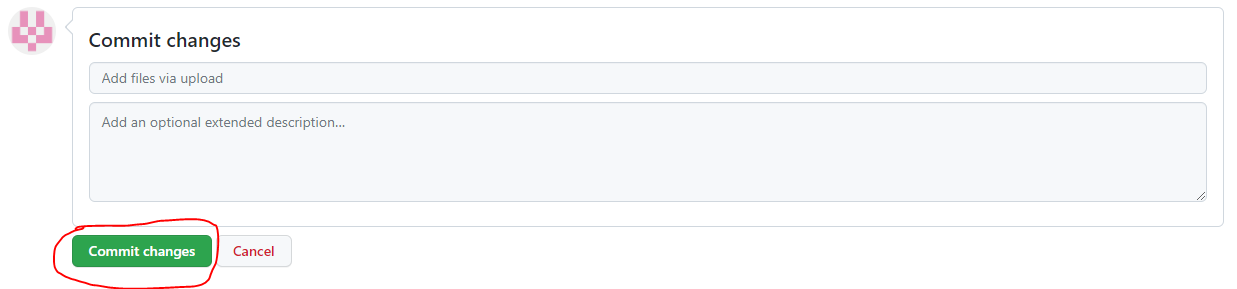 Commit changes
Add files via upload
Add an optional extended description...
Commit changes
Cancel